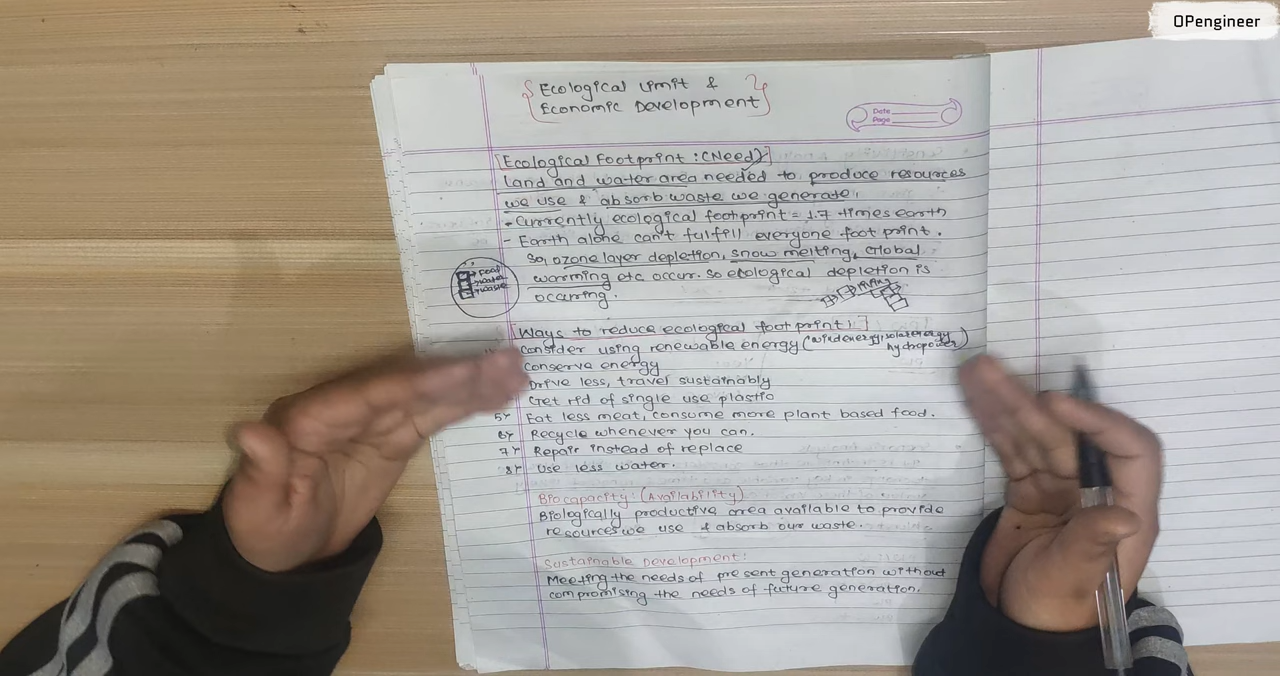 OPengineer
Ecological Limit &
Economic Development
Date
Page
Ecological Footprint : (Need)
Land and water area needed to produce resources
we use & absorb waste we generate.
- Currently ecological footprint = 1.7 times earth
- Earth alone can't fulfill everyone foot print.
so, ozone layer depletion, snow melting, Global
warming etc occur. so ecological depletion is
occurring.
food
water
waste
Ways to reduce ecological foot print:
consider using renewable energy (wind energy, solar energy
hydropower)
conserve energy
Drive less, travel sustainably
Get rid of single use plastic
5) Eat less meat, consume more plant based food.
6) Recycle whenever you can.
7) Repair instead of replace
8) Use less water.
Biocapacity: (Availability)
Biologically productive area available to provide
resources we use & absorb our waste.
Sustainable Development:
Meeting the needs of present generation without
compromising the needs of future generation.